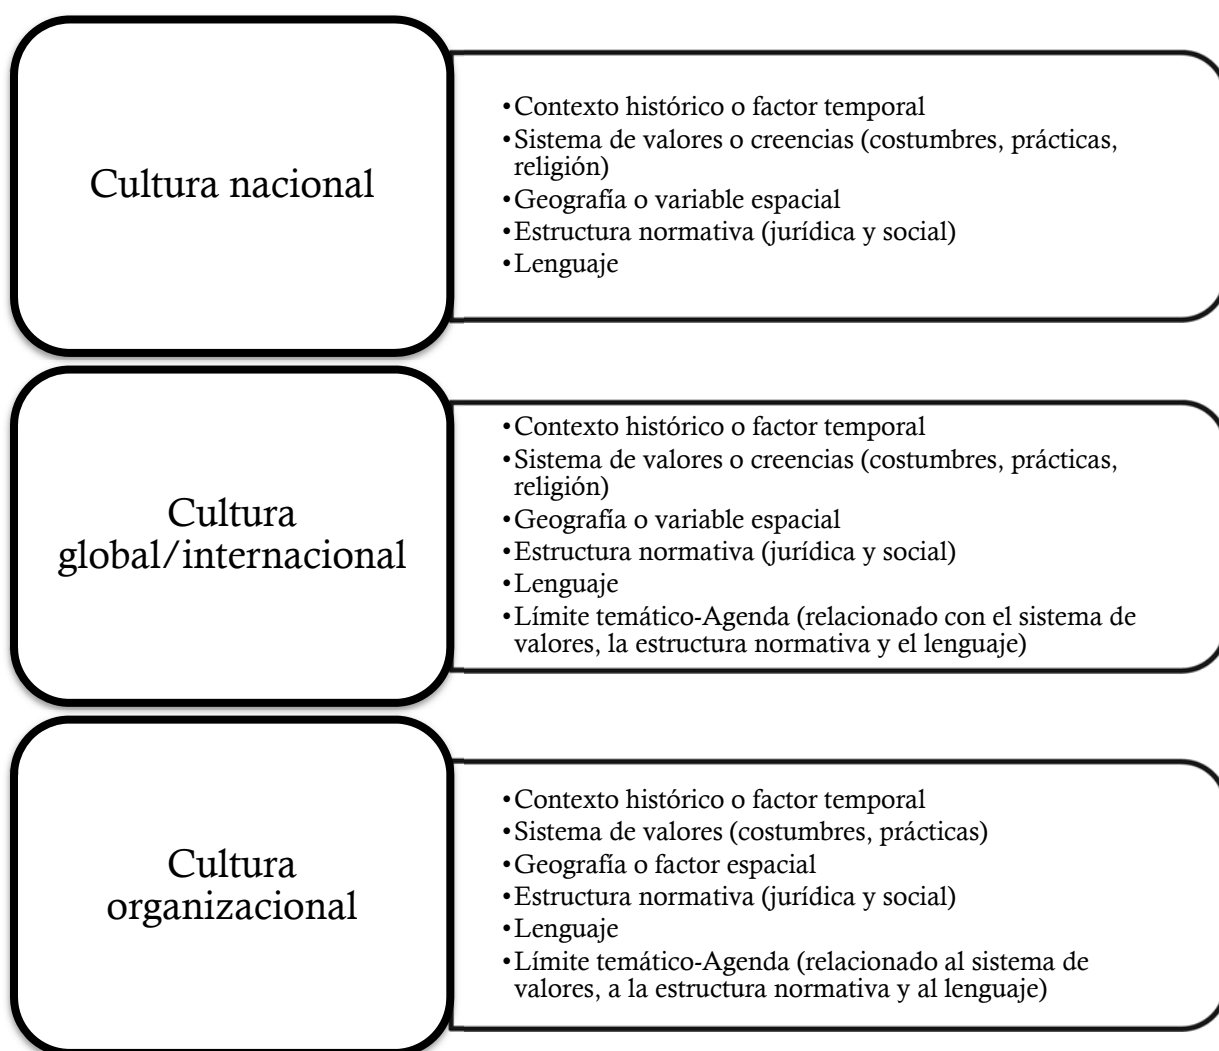 Cultura nacional
•Contexto histórico o factor temporal
•Sistema de valores o creencias (costumbres, prácticas,
religión)
•Geografía o variable espacial
•Estructura normativa (jurídica y social)
•Lenguaje
Cultura
global/internacional
•Contexto histórico o factor temporal
•Sistema de valores o creencias (costumbres, prácticas,
religión)
•Geografía o variable espacial
•Estructura normativa (jurídica y social)
•Lenguaje
•Límite temático-Agenda (relacionado con el sistema de
valores, la estructura normativa y el lenguaje)
Cultura
organizacional
•Contexto histórico o factor temporal
•Sistema de valores (costumbres, prácticas)
•Geografía o factor espacial
•Estructura normativa (jurídica y social)
•Lenguaje
•Límite temático-Agenda (relacionado al sistema de
valores, a la estructura normativa y al lenguaje)